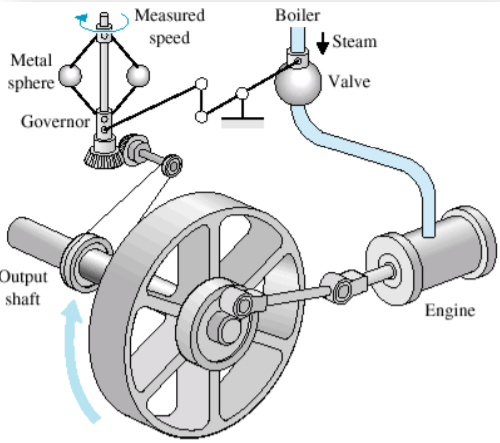 Measured
speed
Boiler
Steam
Metal
sphere
Valve
Governor
Output
shaft
Engine